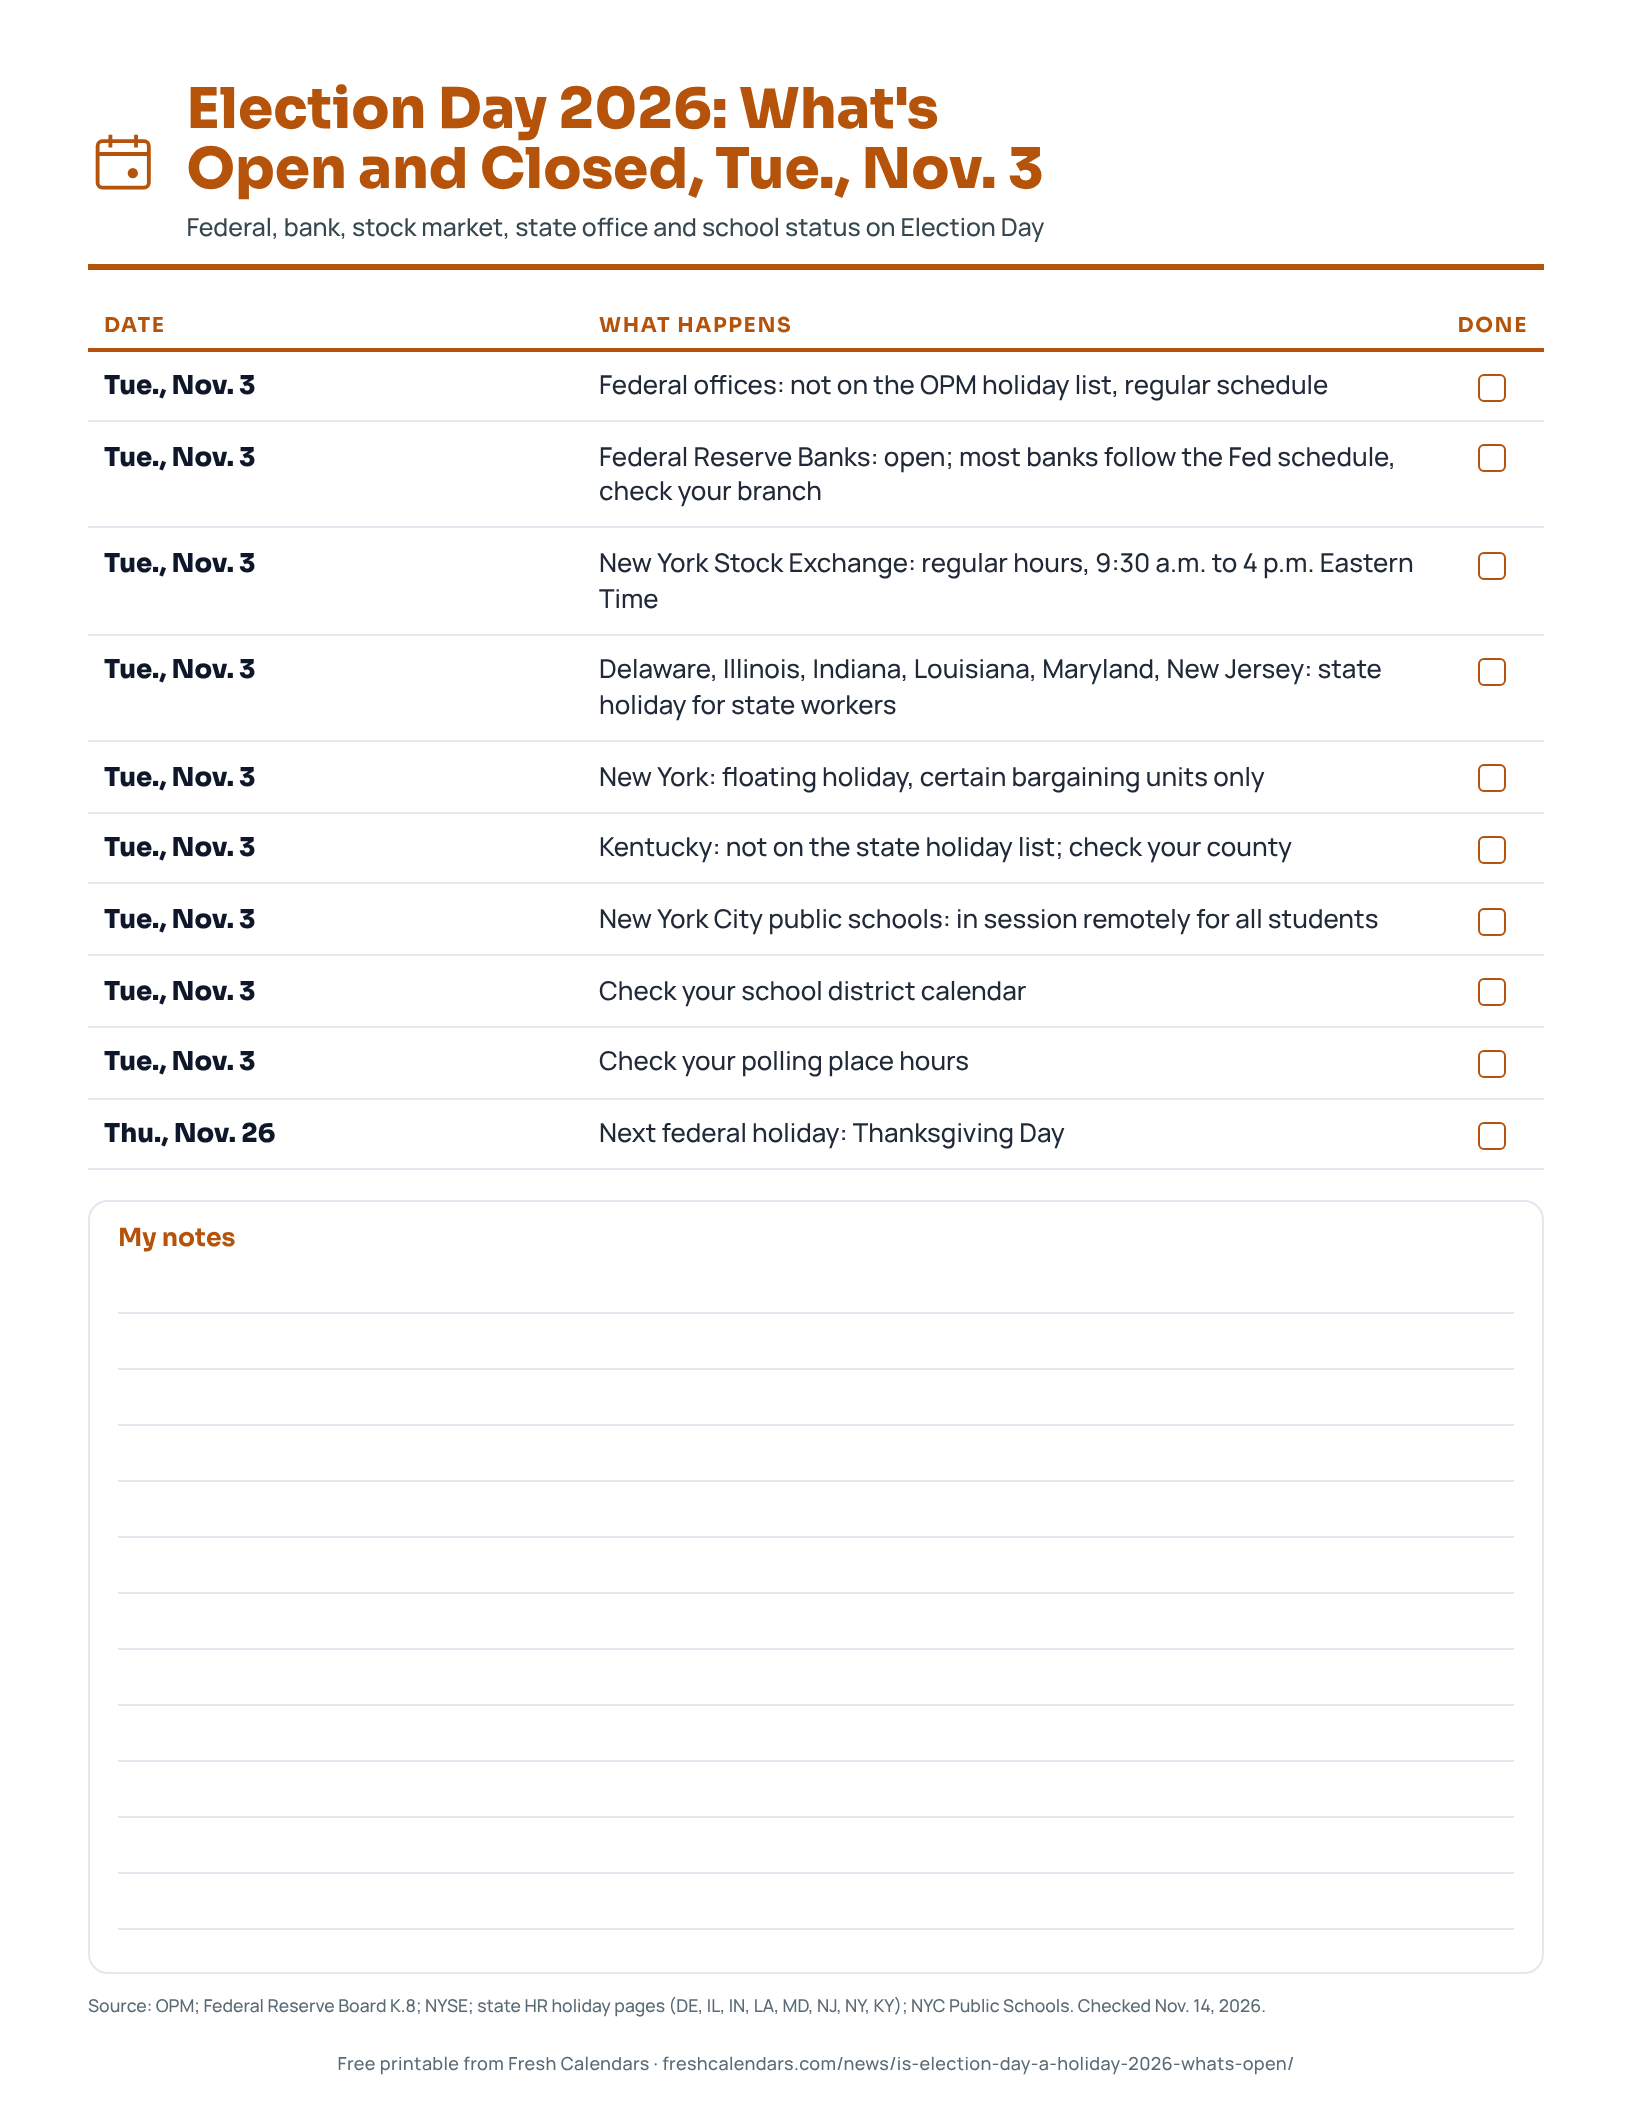 Election Day 2026: What's
Open and Closed, Tue., Nov. 3
Federal, bank, stock market, state office and school status on Election Day
DATE WHAT HAPPENS DONE
Tue., Nov. 3 Federal offices: not on the OPM holiday list, regular schedule
Tue., Nov. 3 Federal Reserve Banks: open; most banks follow the Fed schedule,
check your branch
Tue., Nov. 3 New York Stock Exchange: regular hours, 9:30 a.m. to 4 p.m. Eastern
Time
Tue., Nov. 3 Delaware, Illinois, Indiana, Louisiana, Maryland, New Jersey: state
holiday for state workers
Tue., Nov. 3 New York: floating holiday, certain bargaining units only
Tue., Nov. 3 Kentucky: not on the state holiday list; check your county
Tue., Nov. 3 New York City public schools: in session remotely for all students
Tue., Nov. 3 Check your school district calendar
Tue., Nov. 3 Check your polling place hours
Thu., Nov. 26 Next federal holiday: Thanksgiving Day
My notes
Source: OPM; Federal Reserve Board K.8; NYSE; state HR holiday pages (DE, IL, IN, LA, MD, NJ, NY, KY); NYC Public Schools. Checked Nov. 14, 2026.
Free printable from Fresh Calendars · freshcalendars.com/news/is-election-day-a-holiday-2026-whats-open/